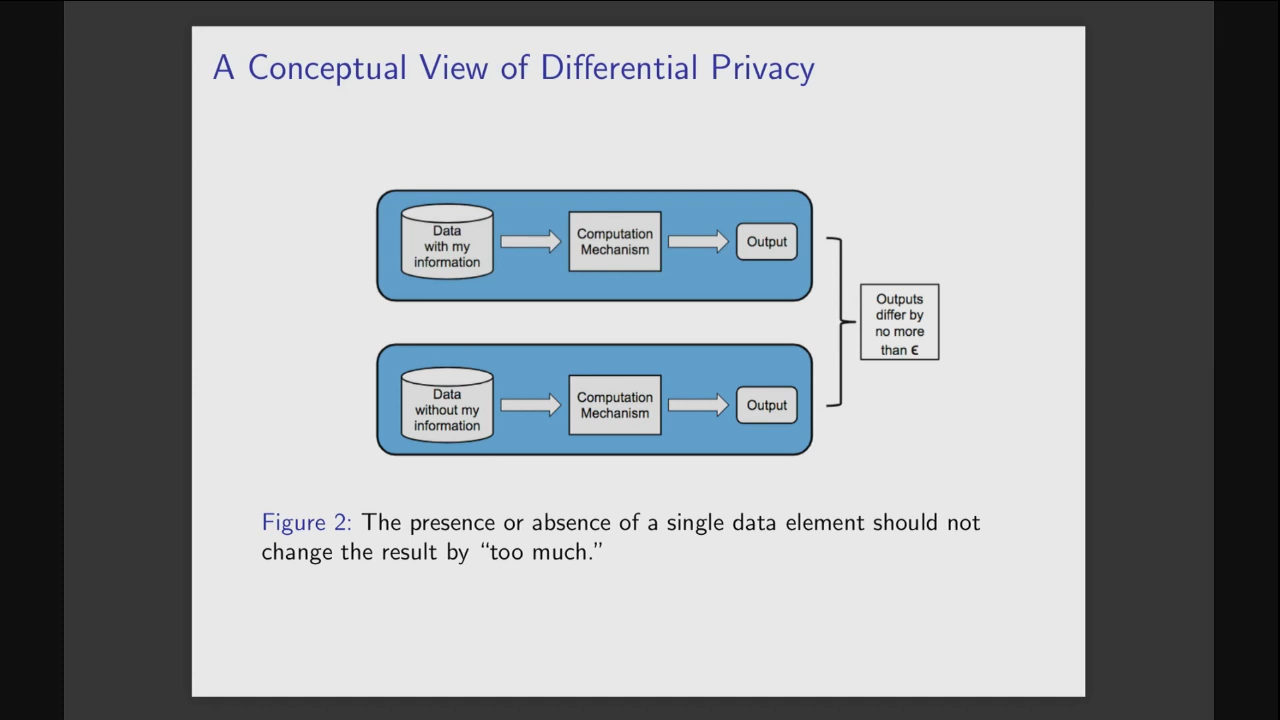 A Conceptual View of Differential Privacy
Data
with my
information
Computation
Mechanism
Output
Outputs
differ by
no more
than ϵ
Data
without my
information
Computation
Mechanism
Output
Figure 2: The presence or absence of a single data element should not
change the result by “too much.”